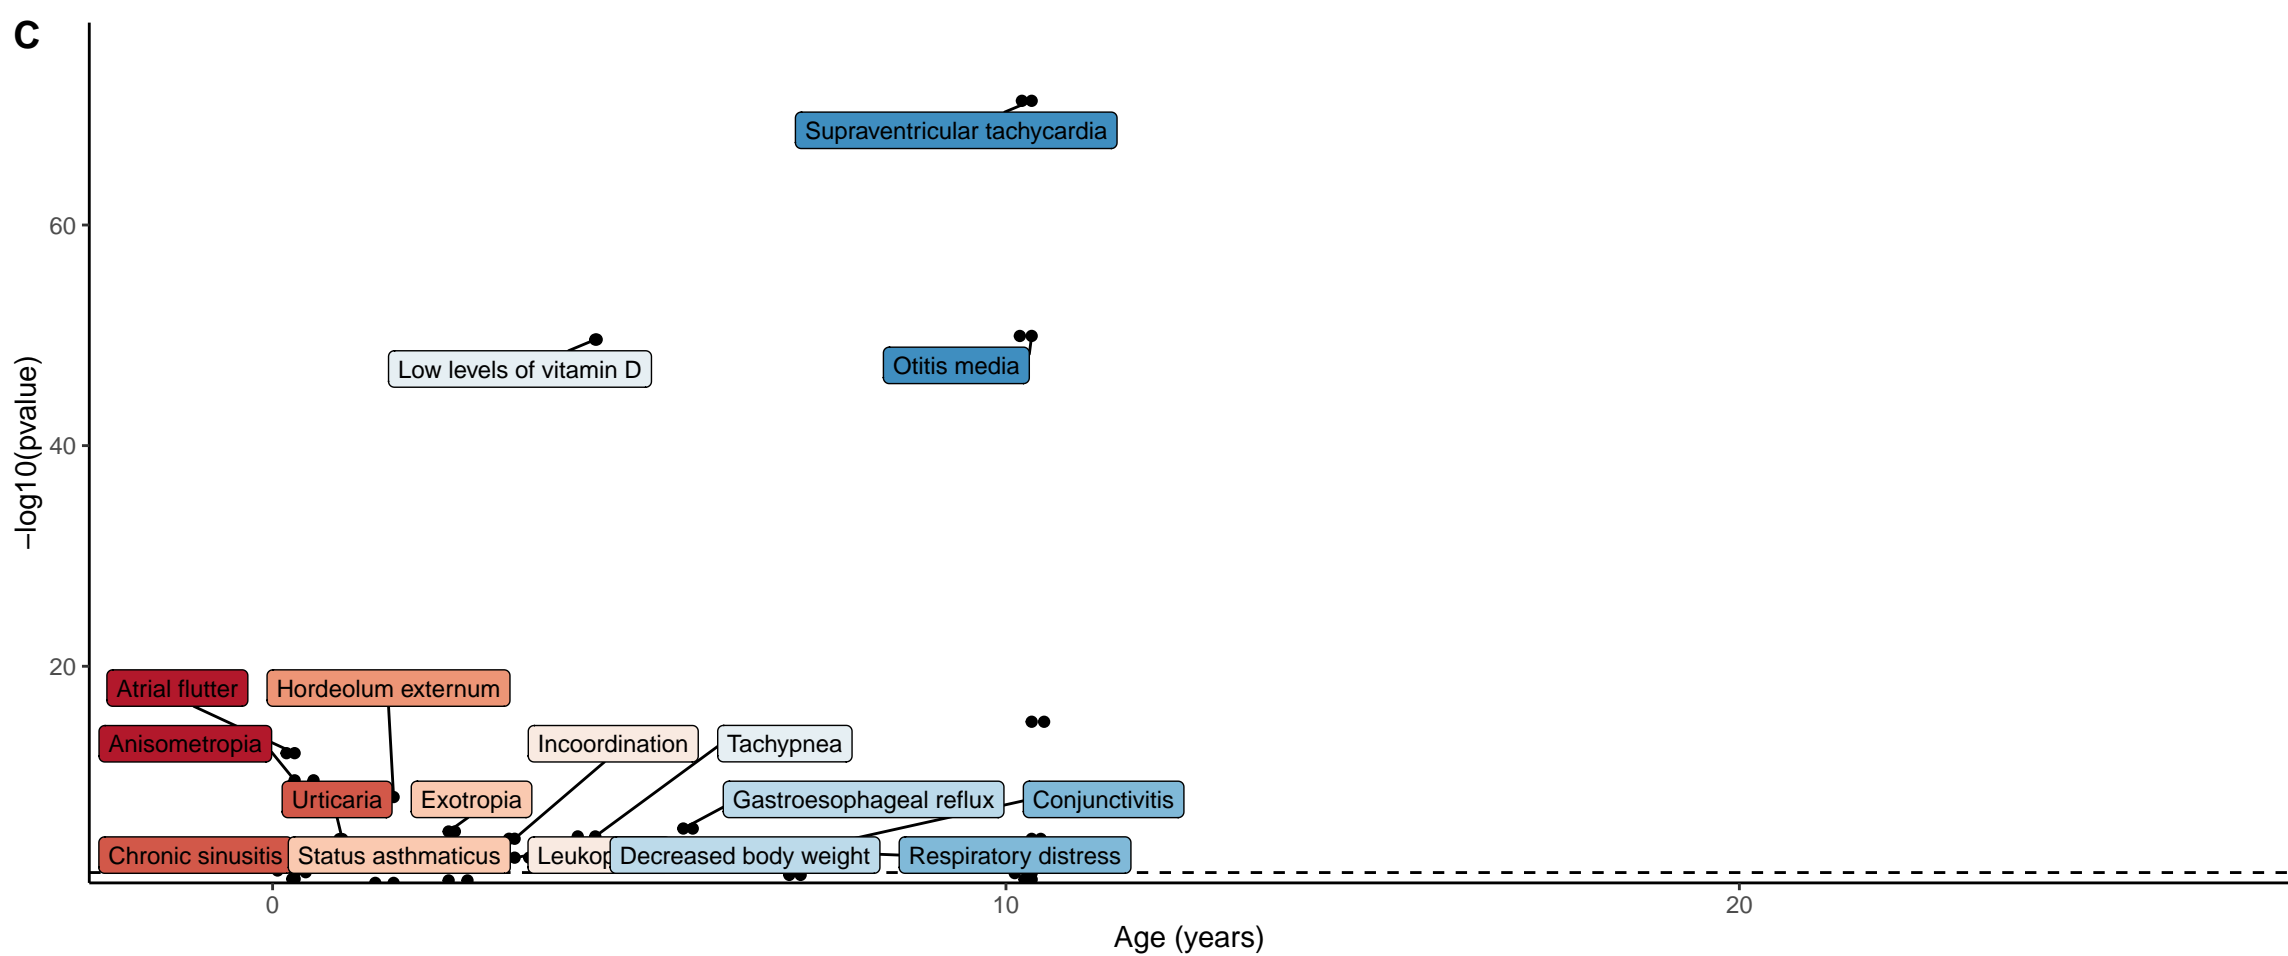 C
Supraventricular tachycardia
60
Low levels of vitamin D
Otitis media
40
−log10(pvalue)
20
Atrial flutter
Hordeolum externum
Anisometropia
Incoordination
Tachypnea
Urticaria
Exotropia
Gastroesophageal reflux
Conjunctivitis
Chronic sinusitis
Status asthmaticus
Decreased body weight
Respiratory distress
0
10
20
Age (years)